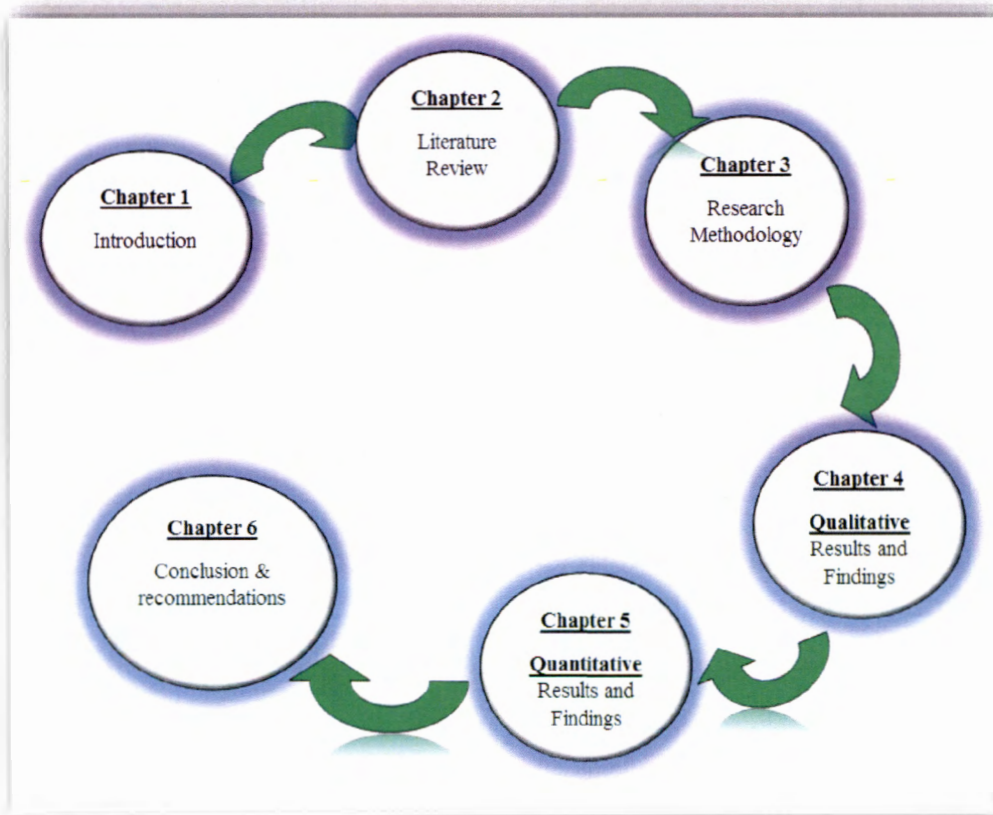 Chapter 1
Introduction
Chapter 2
Literature
Review
Chapter 3
Research
Methodology
Chapter 4
Qualitative
Results and
Findings
Chapter 5
Quantitative
Results and
Findings
Chapter 6
Conclusion &
recommendations